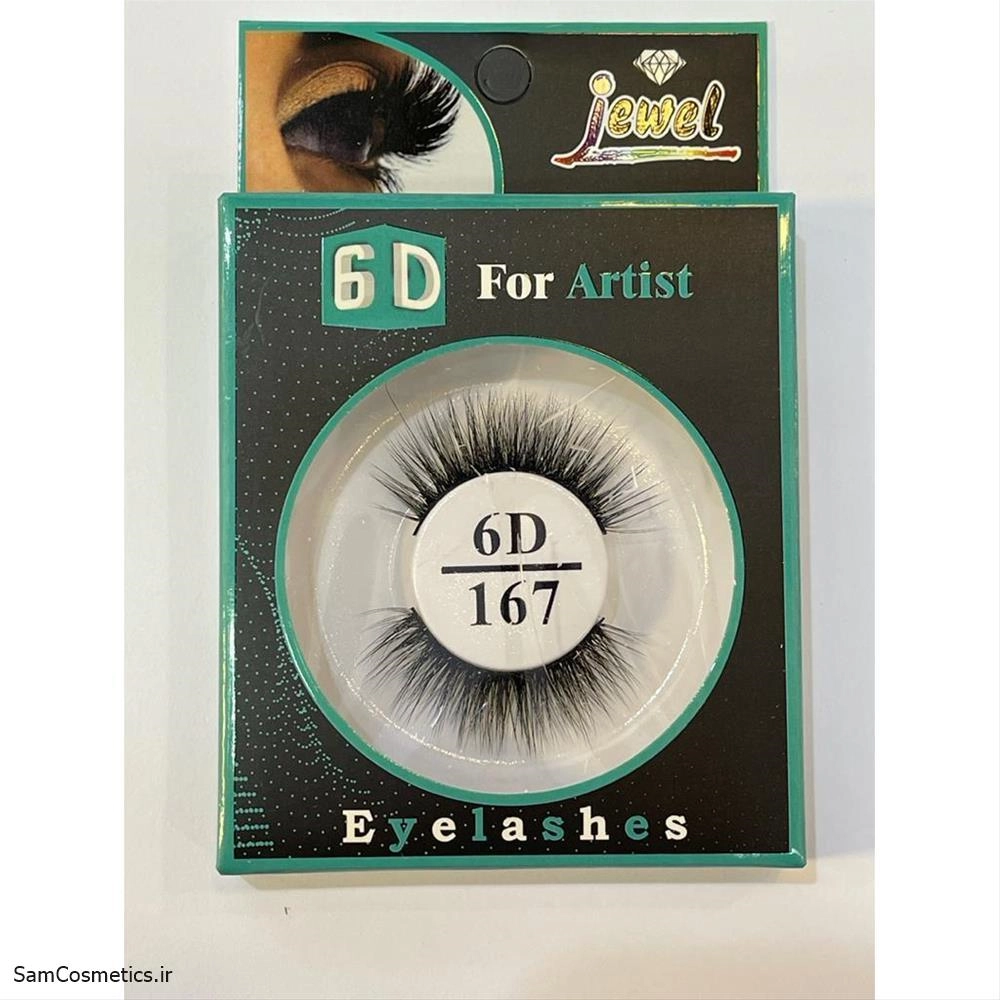 jewel
6D For Artist
6D
167
Eyelashes
SamCosmetics.ir